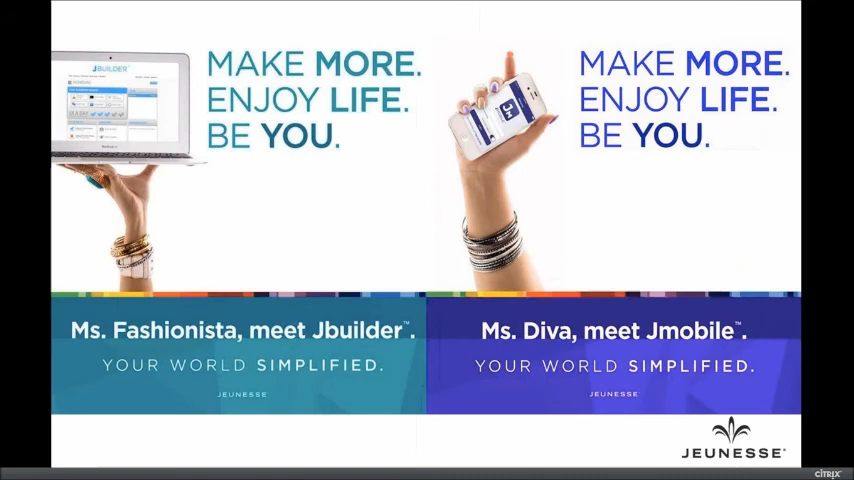 JBUILDER™
MAKE MORE.
ENJOY LIFE.
BE YOU.
Ms. Fashionista, meet Jbuilder™.
YOUR WORLD SIMPLIFIED.
JEUNESSE
MAKE MORE.
ENJOY LIFE.
BE YOU.
Ms. Diva, meet Jmobile™.
YOUR WORLD SIMPLIFIED.
JEUNESSE
JEUNESSE®
CITRIX